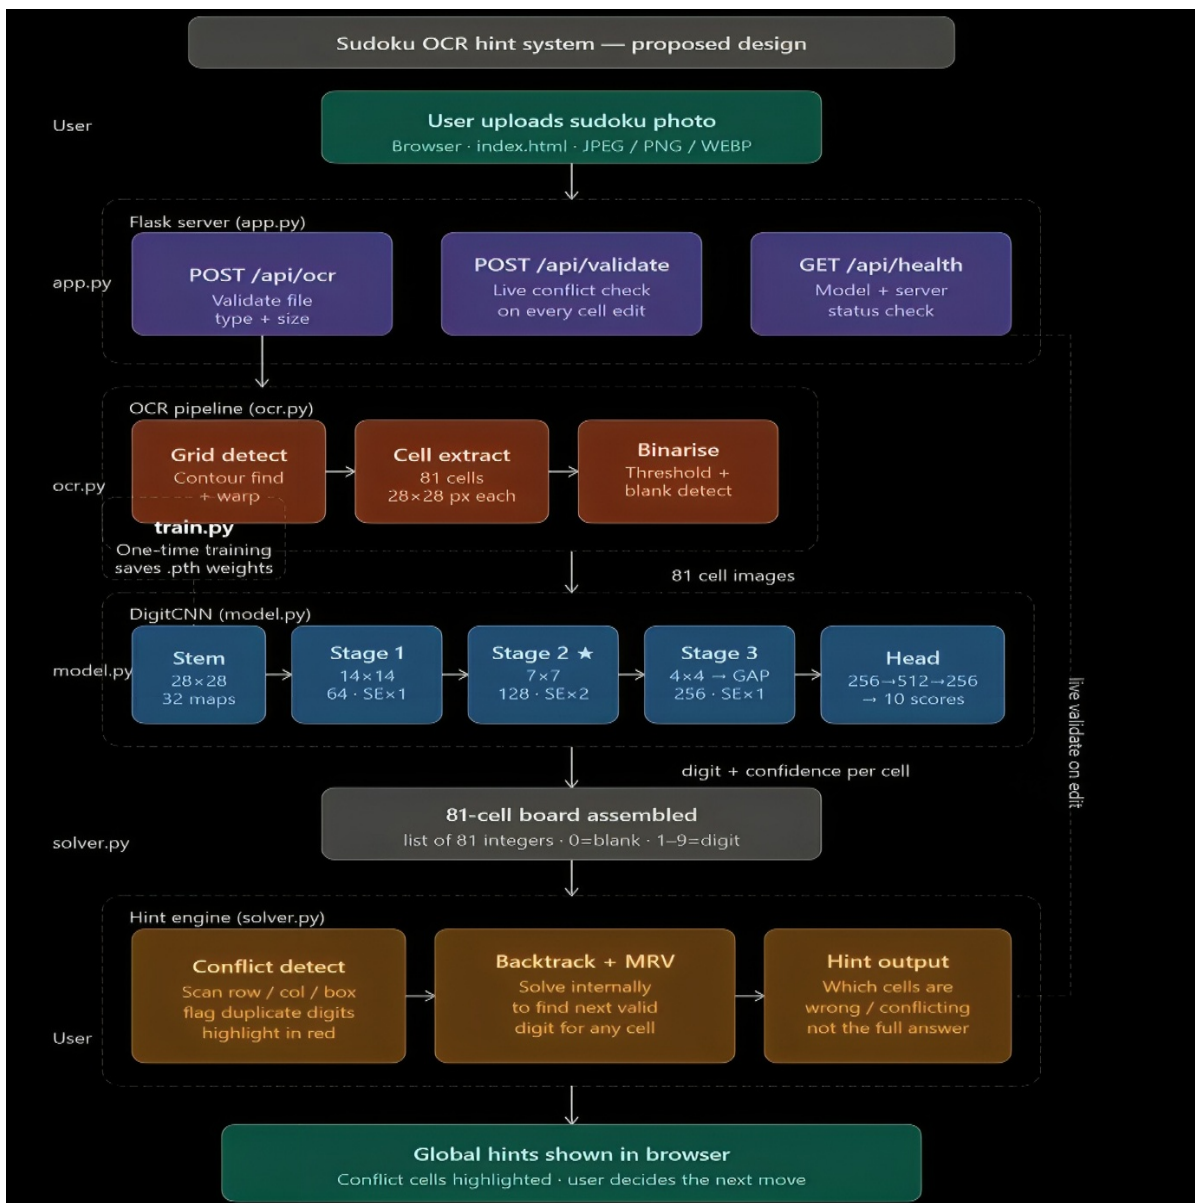 Sudoku OCR hint system — proposed design
User
User uploads sudoku photo
Browser · index.html · JPEG / PNG / WEBP
Flask server (app.py)
app.py
POST /api/ocr
Validate file
type + size
POST /api/validate
Live conflict check
on every cell edit
GET /api/health
Model + server
status check
OCR pipeline (ocr.py)
ocr.py
Grid detect
Contour find
+ warp
Cell extract
81 cells
28×28 px each
Binarise
Threshold +
blank detect
train.py
One-time training
saves .pth weights
81 cell images
DigitCNN (model.py)
model.py
Stem
28×28
32 maps
Stage 1
14×14
64 · SE×1
Stage 2 ★
7×7
128 · SE×2
Stage 3
4×4 → GAP
256 · SE×1
Head
256→512→256
→ 10 scores
live validate on edit
digit + confidence per cell
81-cell board assembled
list of 81 integers · 0=blank · 1–9=digit
solver.py
Hint engine (solver.py)
Conflict detect
Scan row / col / box
flag duplicate digits
highlight in red
Backtrack + MRV
Solve internally
to find next valid
digit for any cell
Hint output
Which cells are
wrong / conflicting
not the full answer
User
Global hints shown in browser
Conflict cells highlighted · user decides the next move